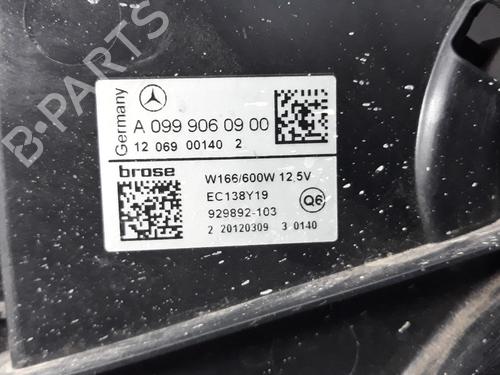 B-PARTS
Germany
A 099 906 09 00
12 069 00140 2
brose
W166/600W 12,5V
EC138Y19
929892-103
Q6
2 20120309 3 0140